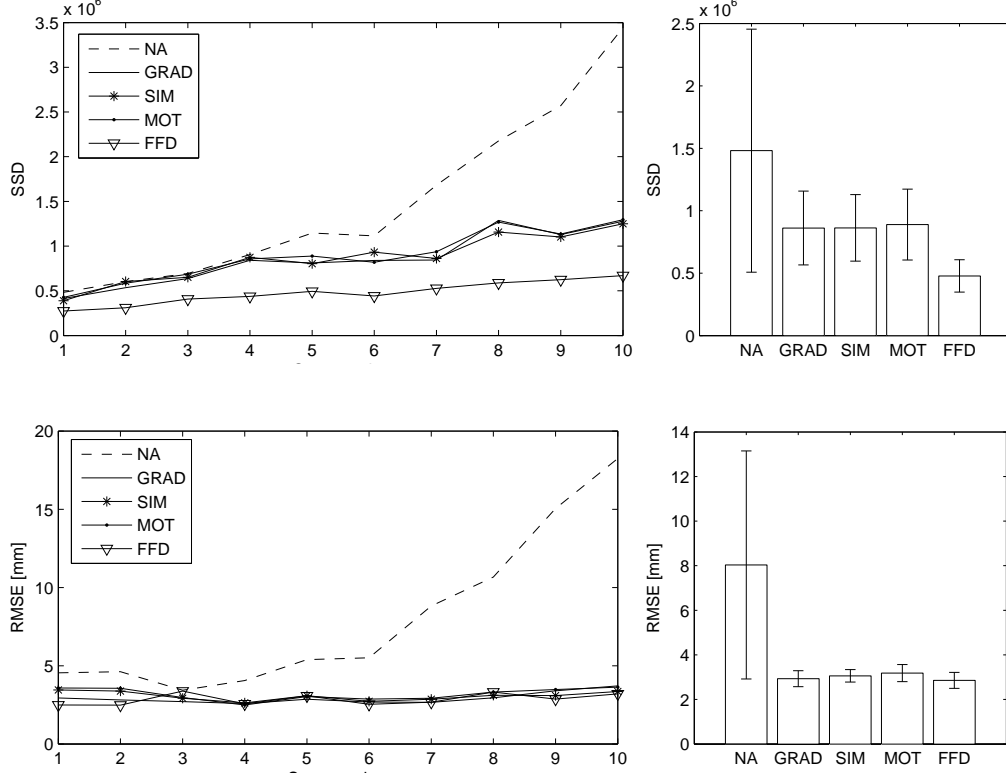 x 10^6
3.5
3
2.5
2
1.5
1
0.5
0
SSD
NA
GRAD
SIM
MOT
FFD
1 2 3 4 5 6 7 8 9 10
x 10^6
2.5
2
1.5
1
0.5
0
SSD
NA GRAD SIM MOT FFD
20
15
10
5
0
RMSE [mm]
NA
GRAD
SIM
MOT
FFD
1 2 3 4 5 6 7 8 9 10
14
12
10
8
6
4
2
0
RMSE [mm]
NA GRAD SIM MOT FFD